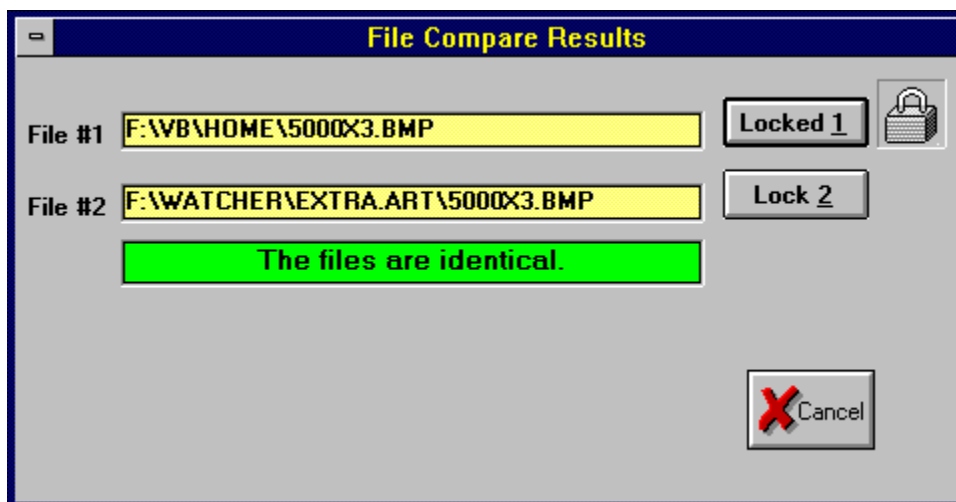 File Compare Results
File #1 F:\VB\HOME\5000X3.BMP Locked 1
File #2 F:\WATCHER\EXTRA.ART\5000X3.BMP Lock 2
The files are identical.
Cancel